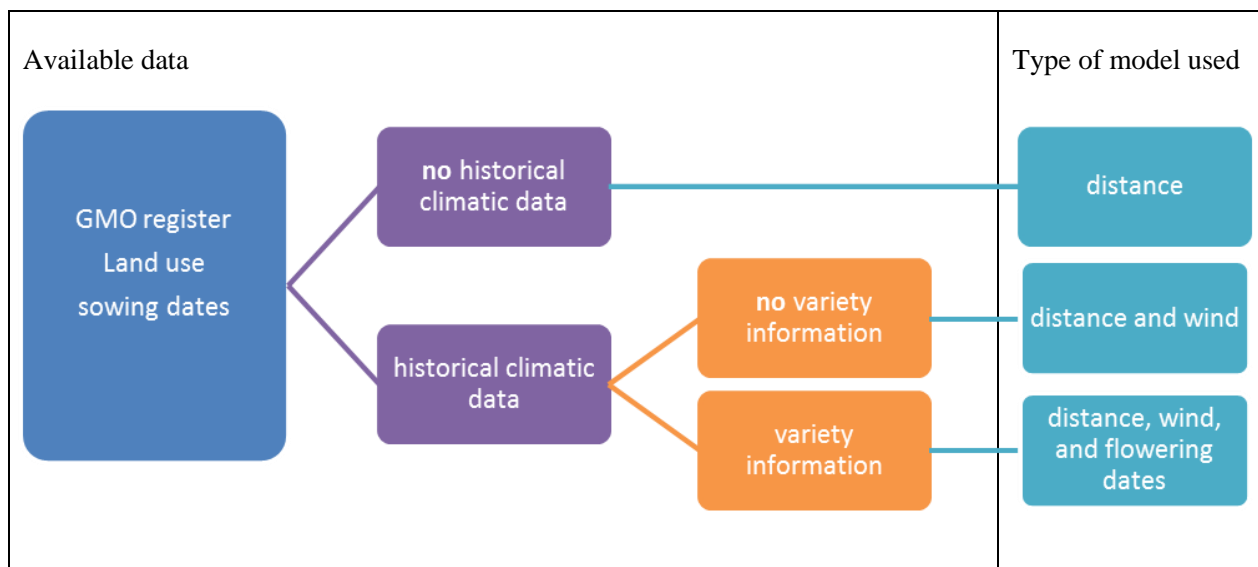 Available data
Type of model used
GMO register
Land use
sowing dates
no historical
climatic data
historical climatic
data
no variety
information
variety
information
distance
distance and wind
distance, wind,
and flowering
dates